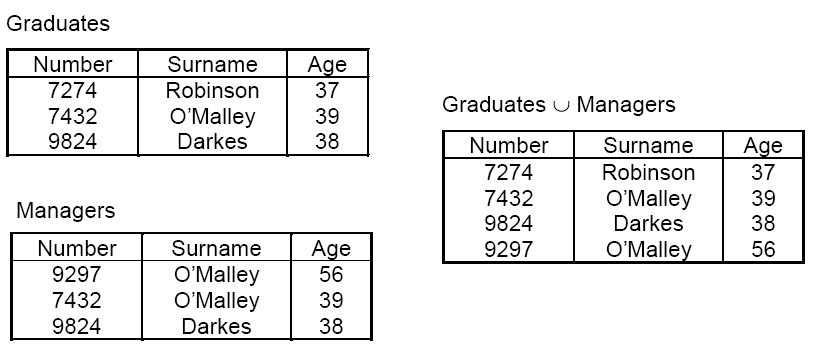 Graduates
Number Surname Age
7274 Robinson 37
7432 O’Malley 39
9824 Darkes 38
Managers
Number Surname Age
9297 O’Malley 56
7432 O’Malley 39
9824 Darkes 38
Graduates ∪ Managers
Number Surname Age
7274 Robinson 37
7432 O’Malley 39
9824 Darkes 38
9297 O’Malley 56